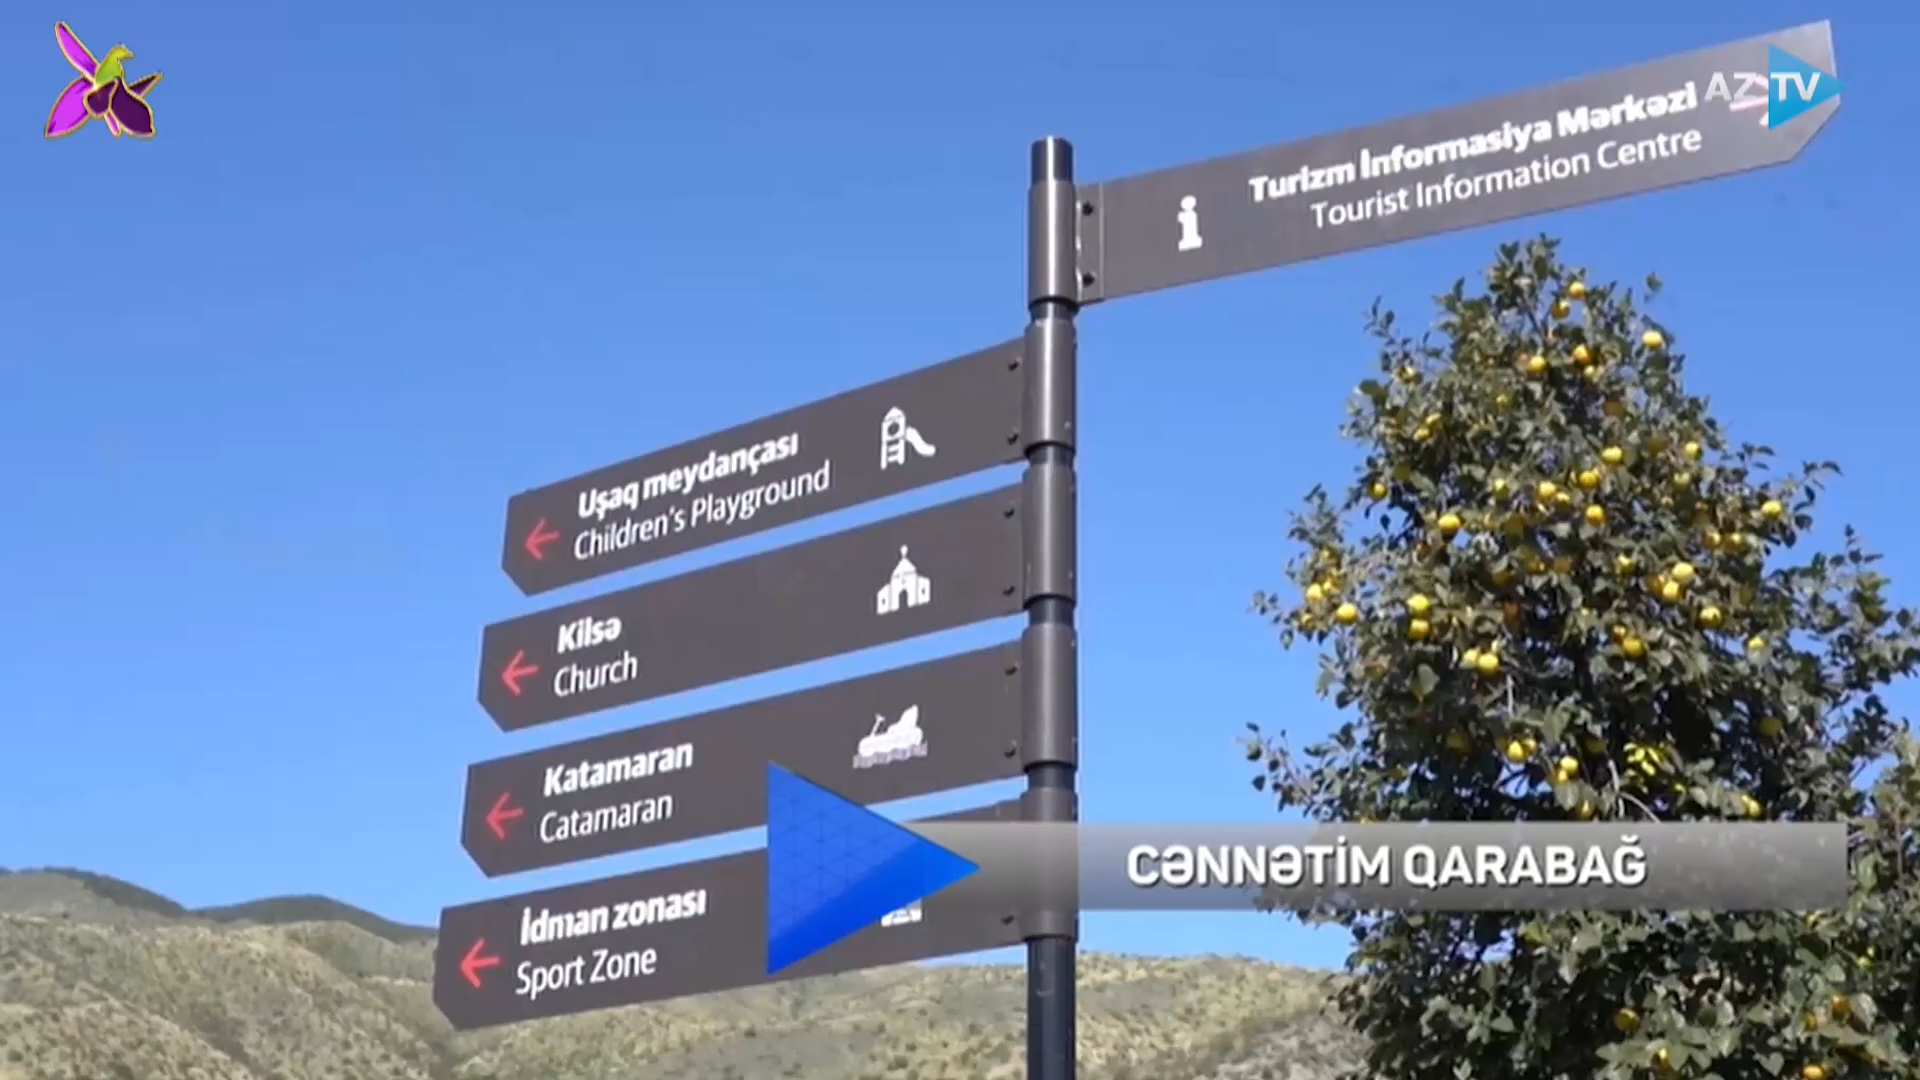 AZTV
Turizm İnformasiya Mərkəzi
Tourist Information Centre
Uşaq meydançası
Children's Playground
Kilsə
Church
Katamaran
Catamaran
İdman zonası
Sport Zone
CƏNNƏTİM QARABAĞ